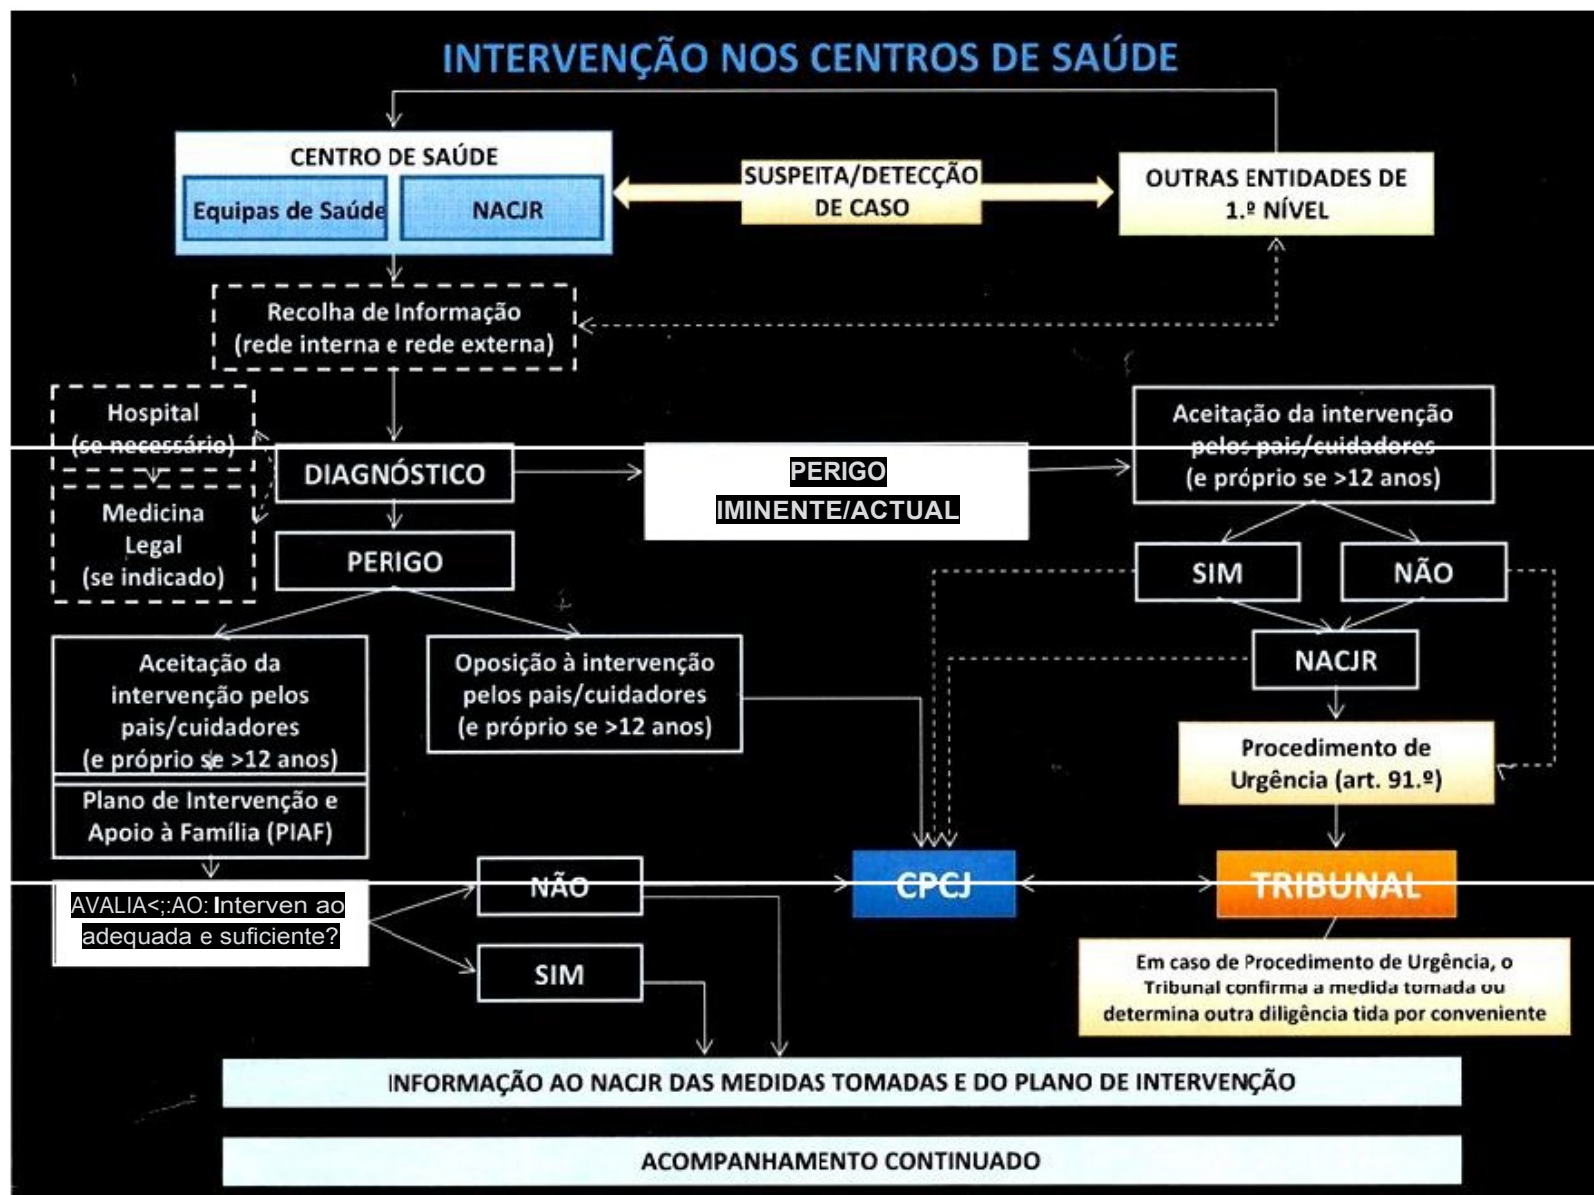 INTERVENÇÃO NOS CENTROS DE SAÚDE
CENTRO DE SAÚDE
Equipas de Saúde
NACJR
SUSPEITA/DETECÇÃO
DE CASO
OUTRAS ENTIDADES DE
1.º NÍVEL
Recolha de Informação
(rede interna e rede externa)
Hospital
(se necessário)
Medicina
Legal
(se indicado)
DIAGNÓSTICO
PERIGO
IMINENTE/ACTUAL
Aceitação da intervenção
pelos pais/cuidadores
(e próprio se >12 anos)
PERIGO
SIM
NÃO
NACJR
Aceitação da
intervenção pelos
pais/cuidadores
(e próprio se >12 anos)
Oposição à intervenção
pelos pais/cuidadores
(e próprio se >12 anos)
Procedimento de
Urgência (art. 91.º)
Plano de Intervenção e
Apoio à Família (PIAF)
AVALIA<;:AO: Interven ao
adequada e suficiente?
NÃO
SIM
CPCJ
TRIBUNAL
Em caso de Procedimento de Urgência, o
Tribunal confirma a medida tomada ou
determina outra diligência tida por conveniente
INFORMAÇÃO AO NACJR DAS MEDIDAS TOMADAS E DO PLANO DE INTERVENÇÃO
ACOMPANHAMENTO CONTINUADO